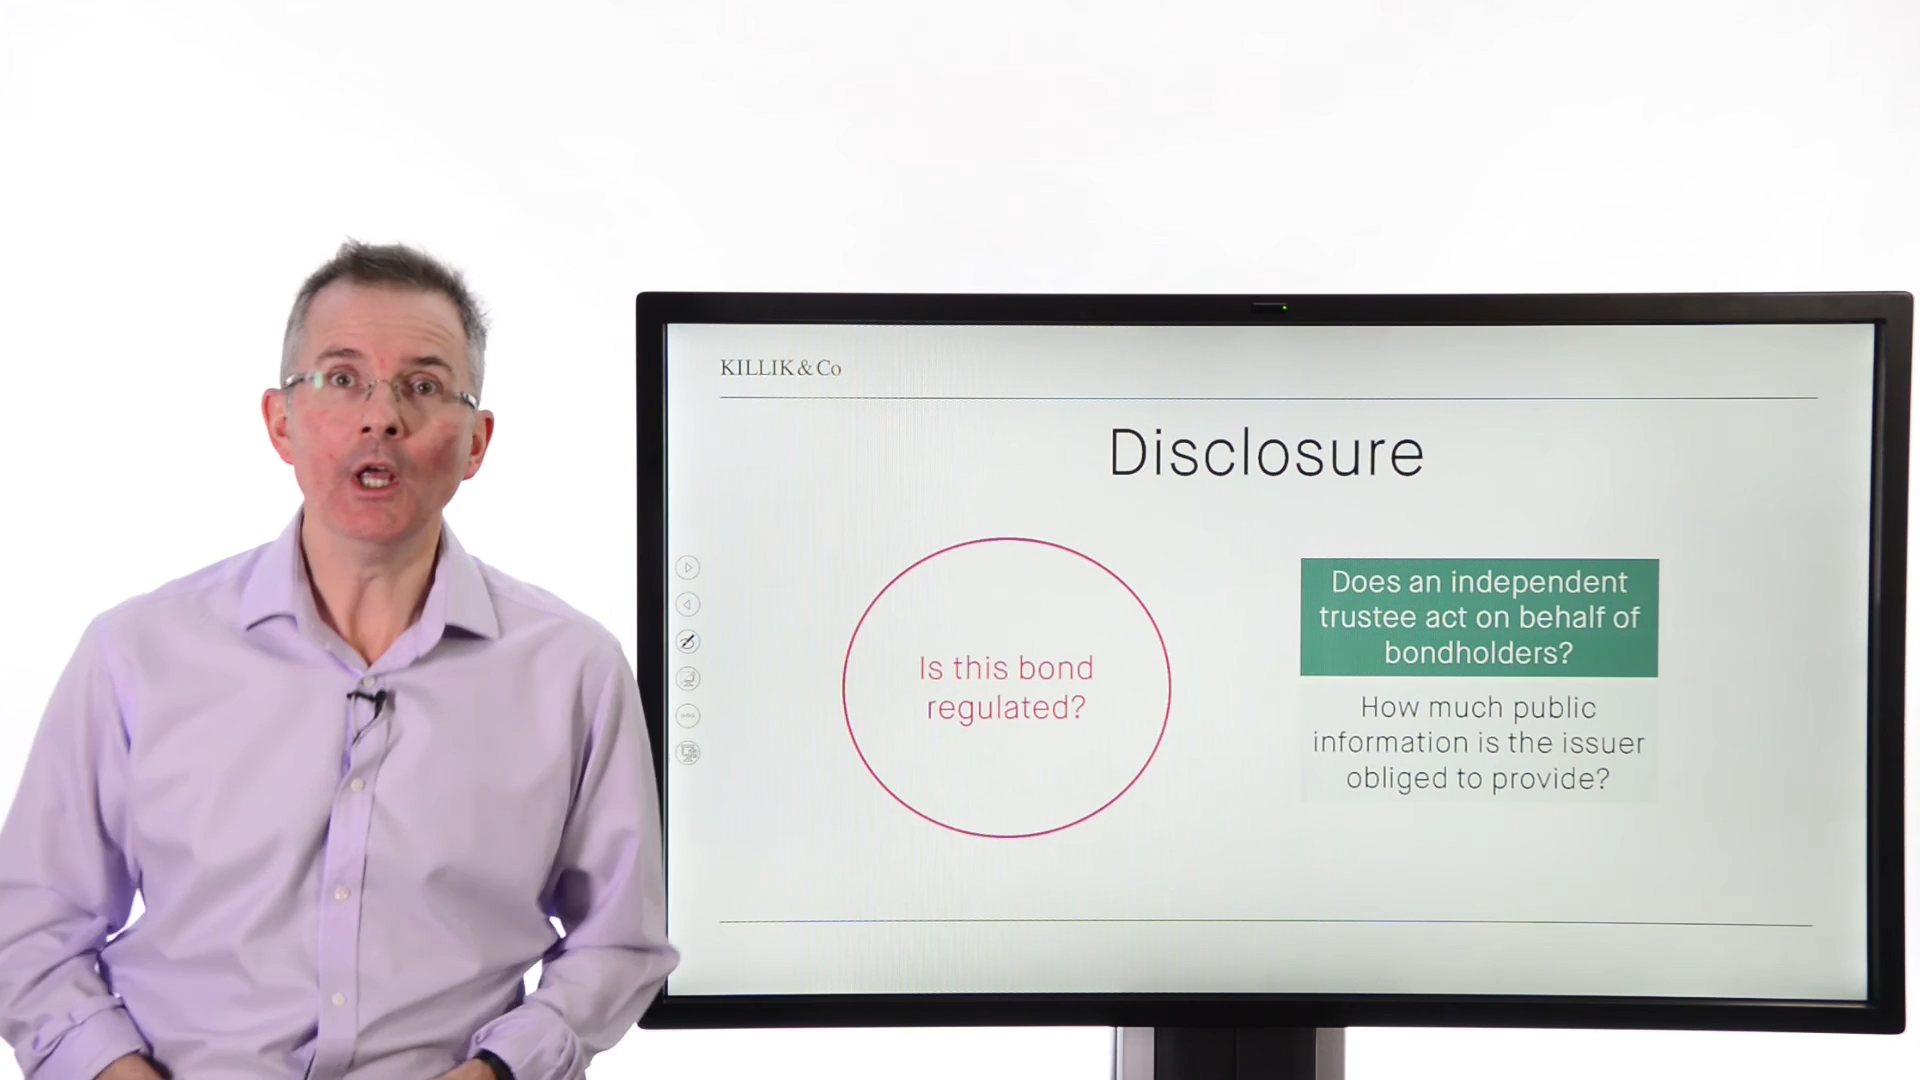 KILLIK & Co
Disclosure
Is this bond
regulated?
Does an independent
trustee act on behalf of
bondholders?
How much public
information is the issuer
obliged to provide?